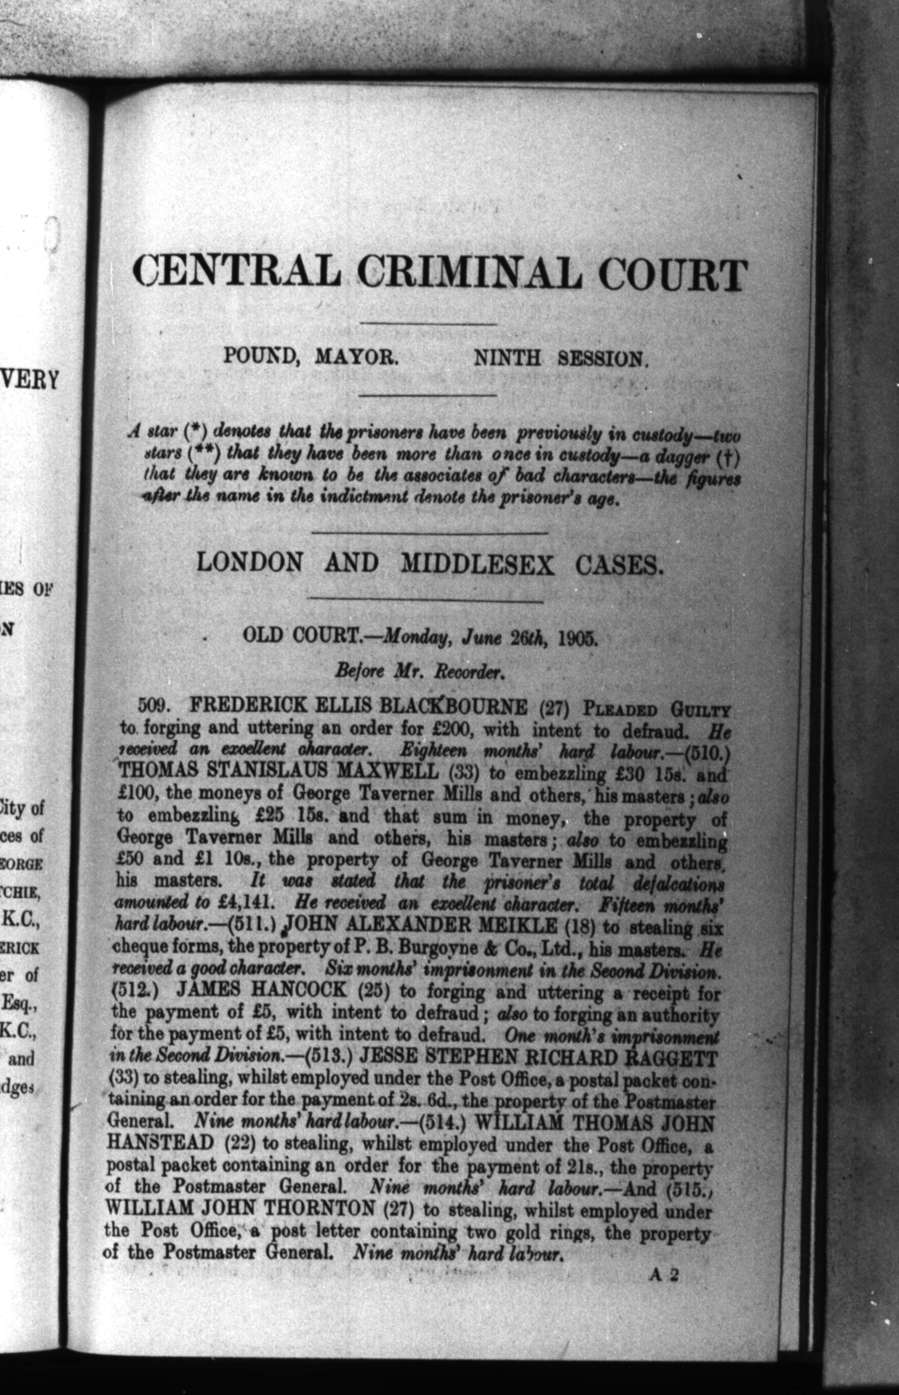 VERY
IES OF
N
City of
ces of
EORGE
TCHIE,
K.C.,
ERICK
er of
Esq.,
K.C.,
and
dges
CENTRAL CRIMINAL COURT
POUND, MAYOR. NINTH SESSION.
A star (*) denotes that the prisoners have been previously in custody—two
stars (**) that they have been more than once in custody—a dagger (†)
that they are known to be the associates of bad characters—the figures
after the name in the indictment denote the prisoner's age.
LONDON AND MIDDLESEX CASES.
OLD COURT.—Monday, June 26th, 1905.
Before Mr. Recorder.
509. FREDERICK ELLIS BLACKBOURNE (27) PLEADED GUILTY
to forging and uttering an order for £200, with intent to defraud. He
received an excellent character. Eighteen months' hard labour.—(510.)
THOMAS STANISLAUS MAXWELL (33) to embezzling £30 15s. and
£100, the moneys of George Taverner Mills and others, his masters; also
to embezzling £25 15s. and that sum in money, the property of
George Taverner Mills and others, his masters; also to embezzling
£50 and £1 10s., the property of George Taverner Mills and others,
his masters. It was stated that the prisoner's total defalcations
amounted to £4,141. He received an excellent character. Fifteen months'
hard labour.—(511.) JOHN ALEXANDER MEIKLE (18) to stealing six
cheque forms, the property of P. B. Burgoyne & Co., Ltd., his masters. He
received a good character. Six months' imprisonment in the Second Division.
(512.) JAMES HANCOCK (25) to forging and uttering a receipt for
the payment of £5, with intent to defraud; also to forging an authority
for the payment of £5, with intent to defraud. One month's imprisonment
in the Second Division.—(513.) JESSE STEPHEN RICHARD RAGGETT
(33) to stealing, whilst employed under the Post Office, a postal packet con-
taining an order for the payment of 2s. 6d., the property of the Postmaster
General. Nine months' hard labour.—(514.) WILLIAM THOMAS JOHN
HANSTEAD (22) to stealing, whilst employed under the Post Office, a
postal packet containing an order for the payment of 21s., the property
of the Postmaster General. Nine months' hard labour.—And (515.)
WILLIAM JOHN THORNTON (27) to stealing, whilst employed under
the Post Office, a post letter containing two gold rings, the property
of the Postmaster General. Nine months' hard labour.
A 2